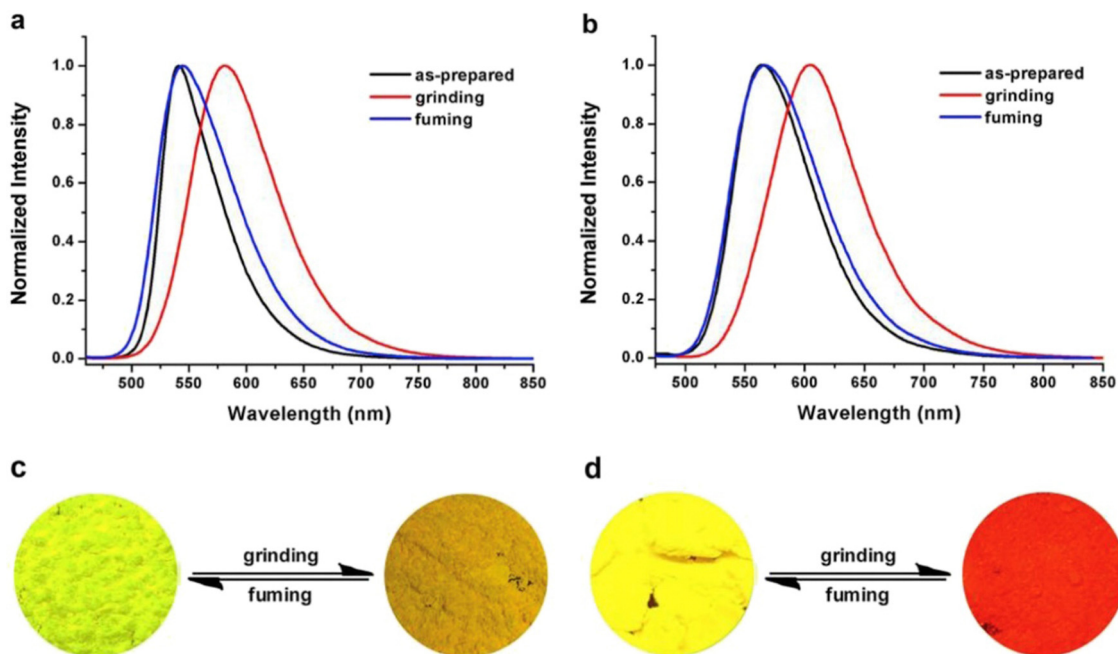 a
as-prepared
grinding
fuming
Normalized Intensity
1.0
0.8
0.6
0.4
0.2
0.0
500 550 600 650 700 750 800 850
Wavelength (nm)
b
as-prepared
grinding
fuming
Normalized Intensity
1.0
0.8
0.6
0.4
0.2
0.0
500 550 600 650 700 750 800 850
Wavelength (nm)
c
grinding
fuming
d
grinding
fuming